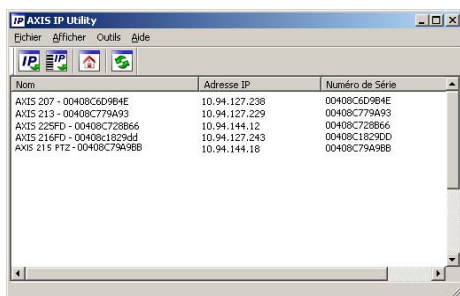 IP AXIS IP Utility
Fichier Afficher Outils Aide
IP IP
Nom Adresse IP Numéro de Série
AXIS 207 - 00408C6D9B4E 10.94.127.238 00408C6D9B4E
AXIS 213 - 00408C779A93 10.94.127.229 00408C779A93
AXIS 225FD - 00408C728B66 10.94.144.12 00408C728B66
AXIS 216FD - 00408c1829dd 10.94.127.243 00408C1829DD
AXIS 215 PTZ - 00408C79A9BB 10.94.144.18 00408C79A9BB